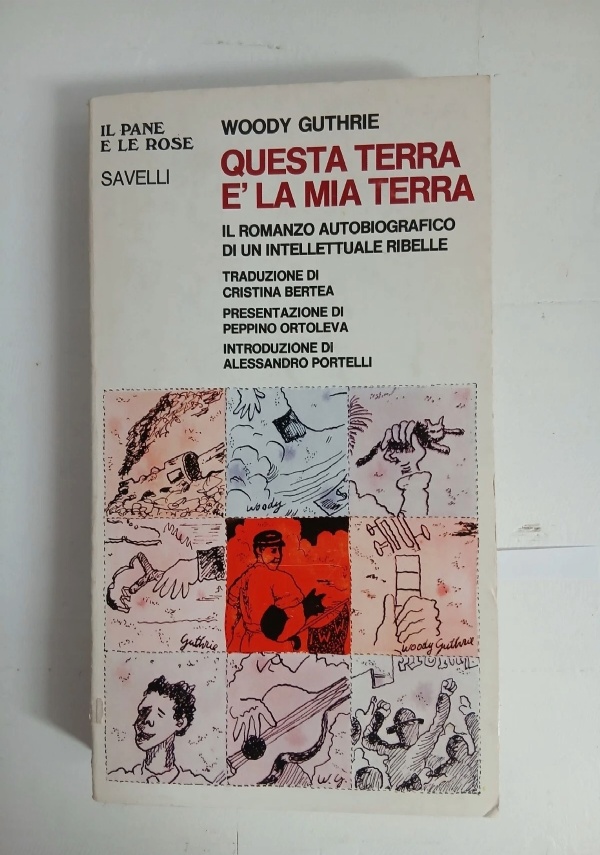 IL PANE
E LE ROSE
SAVELLI
WOODY GUTHRIE
QUESTA TERRA
E' LA MIA TERRA
IL ROMANZO AUTOBIOGRAFICO
DI UN INTELLETTUALE RIBELLE
TRADUZIONE DI
CRISTINA BERTEA
PRESENTAZIONE DI
PEPPINO ORTOLEVA
INTRODUZIONE DI
ALESSANDRO PORTELLI
Woody
Guthrie
Woody Guthrie
W.G.